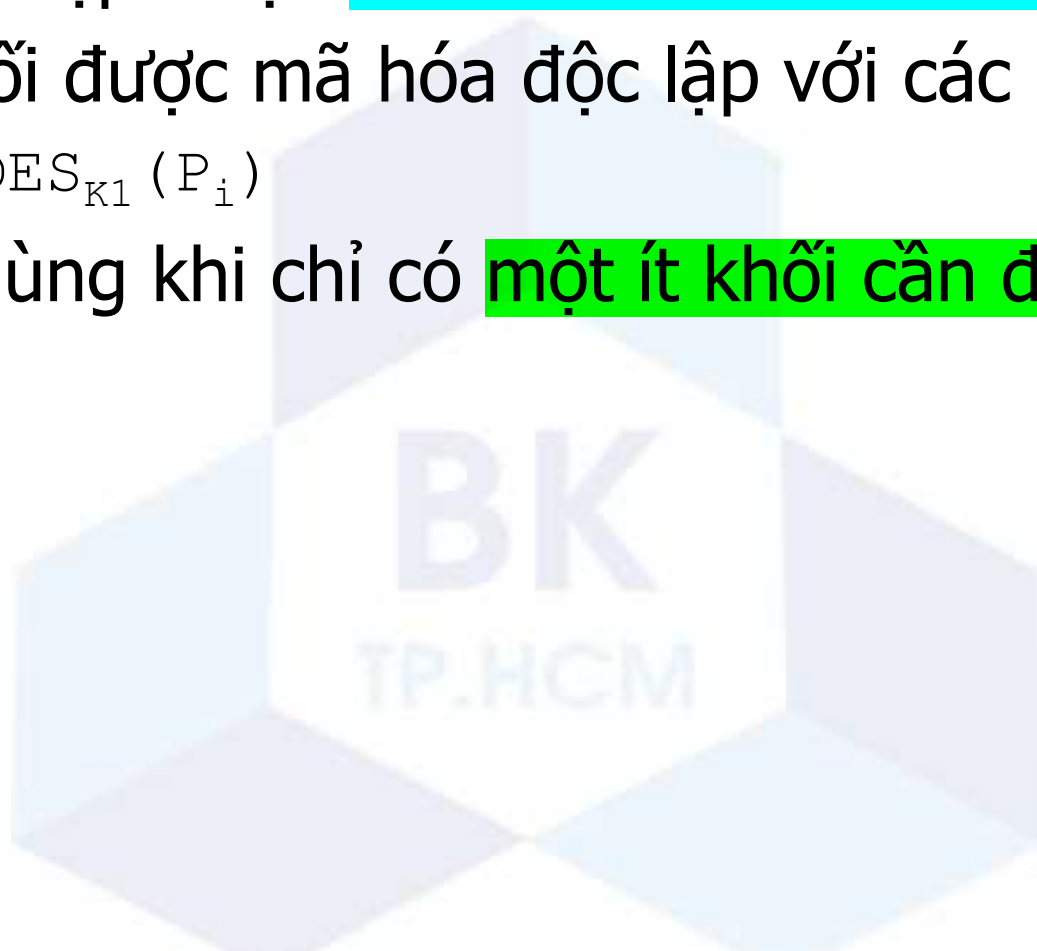 ối được mã hóa độc lập với các
DES_K1 (P_i)
ùng khi chỉ có một ít khối cần đ
BK
TP.HCM